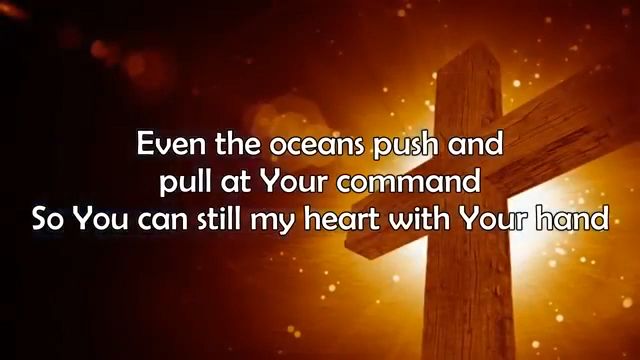 Even the oceans push and
pull at Your command
So You can still my heart with Your hand